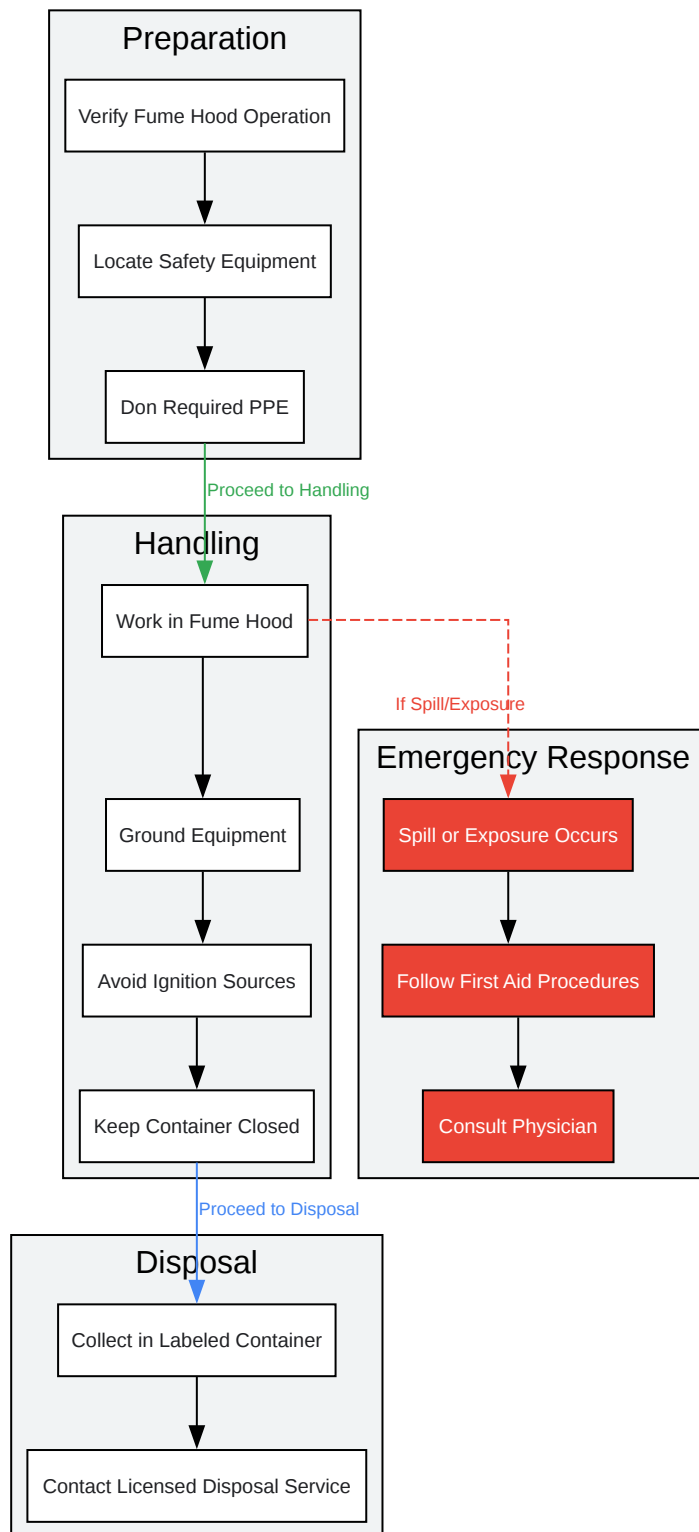 Preparation
Verify Fume Hood Operation
Locate Safety Equipment
Don Required PPE
Proceed to Handling
Handling
Work in Fume Hood
If Spill/Exposure
Emergency Response
Ground Equipment
Spill or Exposure Occurs
Avoid Ignition Sources
Follow First Aid Procedures
Keep Container Closed
Consult Physician
Proceed to Disposal
Disposal
Collect in Labeled Container
Contact Licensed Disposal Service